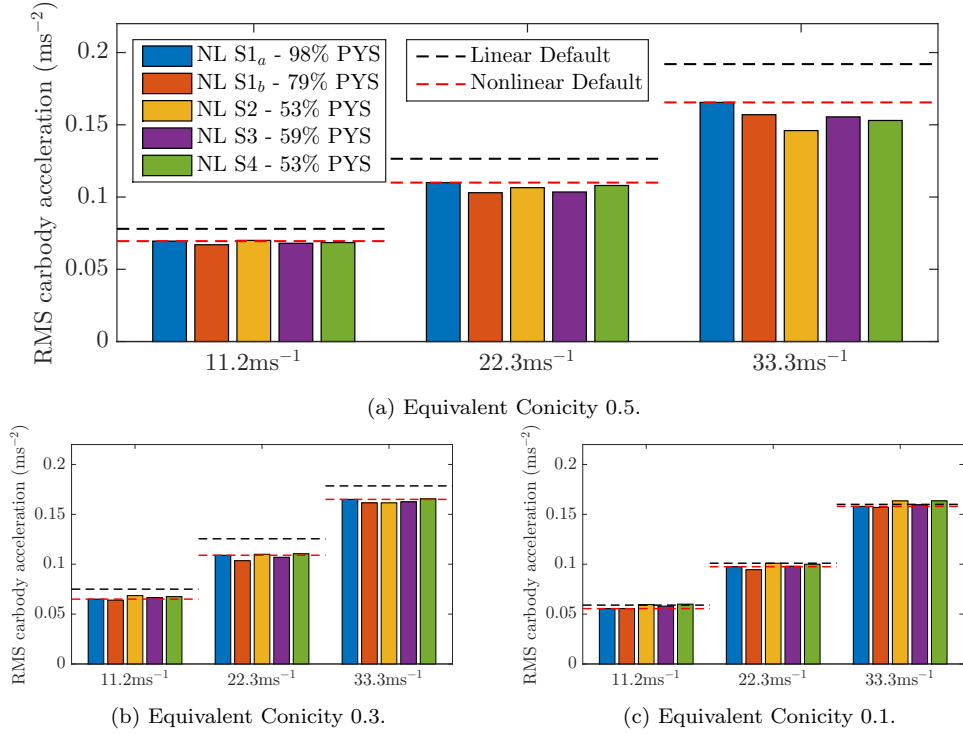 RMS carbody acceleration (ms⁻²)
0.2
0.15
0.1
0.05
0
NL S1ₐ - 98% PYS
NL S1_b - 79% PYS
NL S2 - 53% PYS
NL S3 - 59% PYS
NL S4 - 53% PYS
Linear Default
Nonlinear Default
11.2ms⁻¹ 22.3ms⁻¹ 33.3ms⁻¹
(a) Equivalent Conicity 0.5.
RMS carbody acceleration (ms⁻²)
0.2
0.15
0.1
0.05
0
11.2ms⁻¹ 22.3ms⁻¹ 33.3ms⁻¹
(b) Equivalent Conicity 0.3.
RMS carbody acceleration (ms⁻²)
0.2
0.15
0.1
0.05
0
11.2ms⁻¹ 22.3ms⁻¹ 33.3ms⁻¹
(c) Equivalent Conicity 0.1.